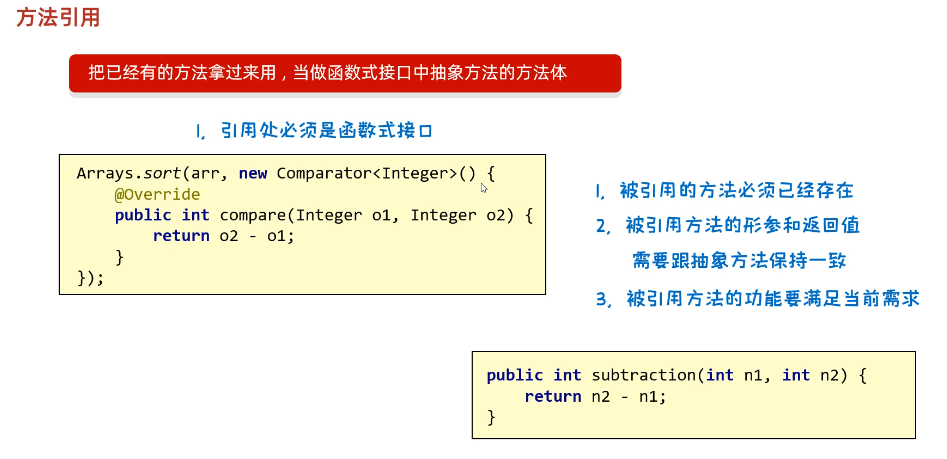 方法引用
把已经有的方法拿过来用，当做函数式接口中抽象方法的方法体
1, 引用处必须是函数式接口
Arrays.sort(arr, new Comparator<Integer>() {
    @Override
    public int compare(Integer o1, Integer o2) {
        return o2 - o1;
    }
});
1, 被引用的方法必须已经存在
2, 被引用方法的形参和返回值
需要跟抽象方法保持一致
3, 被引用方法的功能要满足当前需求
public int subtraction(int n1, int n2) {
    return n2 - n1;
}